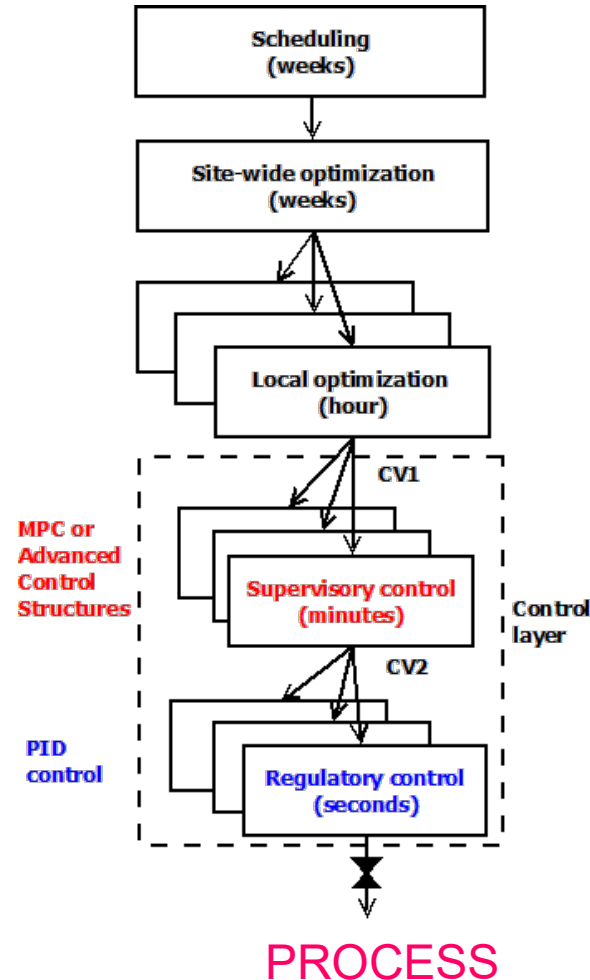 Scheduling
(weeks)
Site-wide optimization
(weeks)
Local optimization
(hour)
CV1
MPC or
Advanced
Control
Structures
Supervisory control
(minutes)
Control
layer
CV2
PID
control
Regulatory control
(seconds)
PROCESS